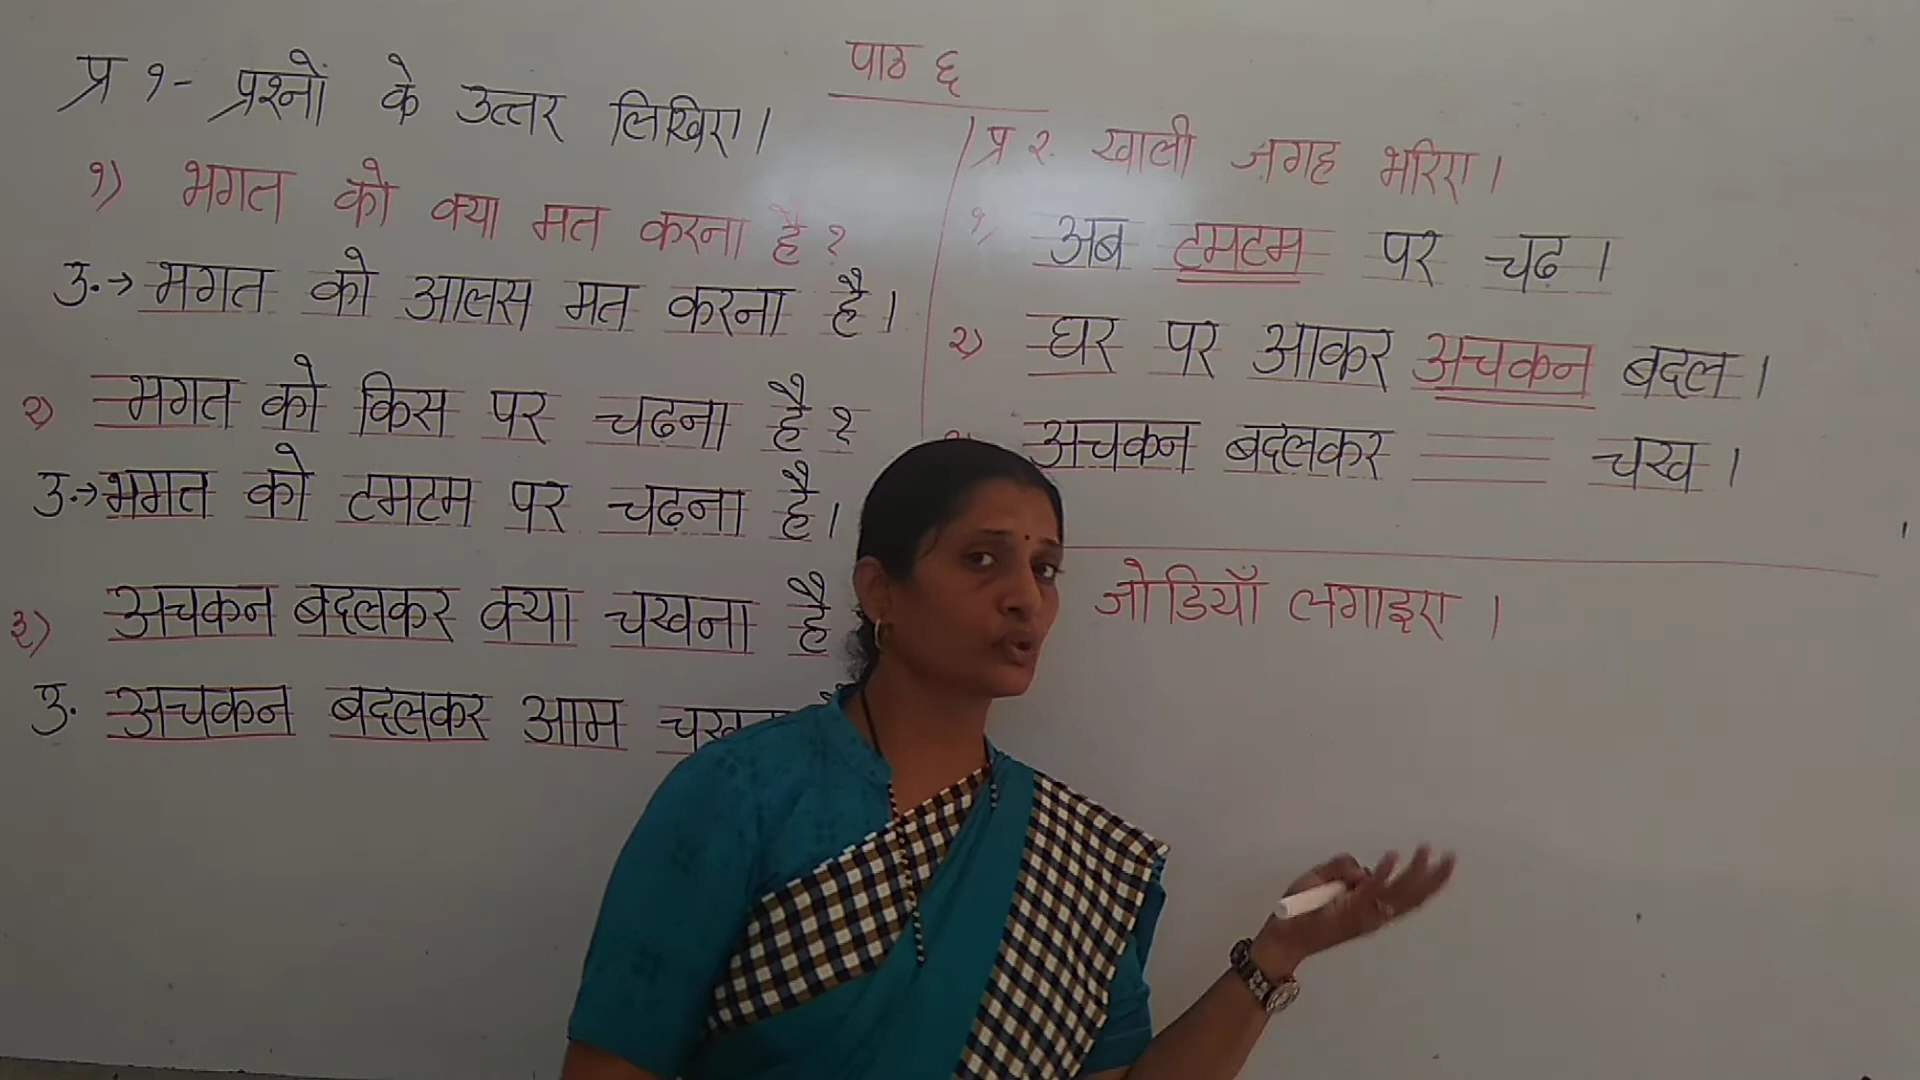 पाठ ६
प्र १- प्रश्नों के उत्तर लिखिए।
१) भगत को क्या मत करना है?
उ.→ भगत को आलस मत करना है।
२) भगत को किस पर चढ़ना है?
उ.→ भगत को टमटम पर चढ़ना है।
३) अचकन बदलकर क्या चखना है
उ. अचकन बदलकर आम
प्र २. खाली जगह भरिए।
१) अब टमटम पर चढ़।
२) घर पर आकर अचकन बदल।
अचकन बदलकर ___ चख।
जोडियाँ लगाइए।